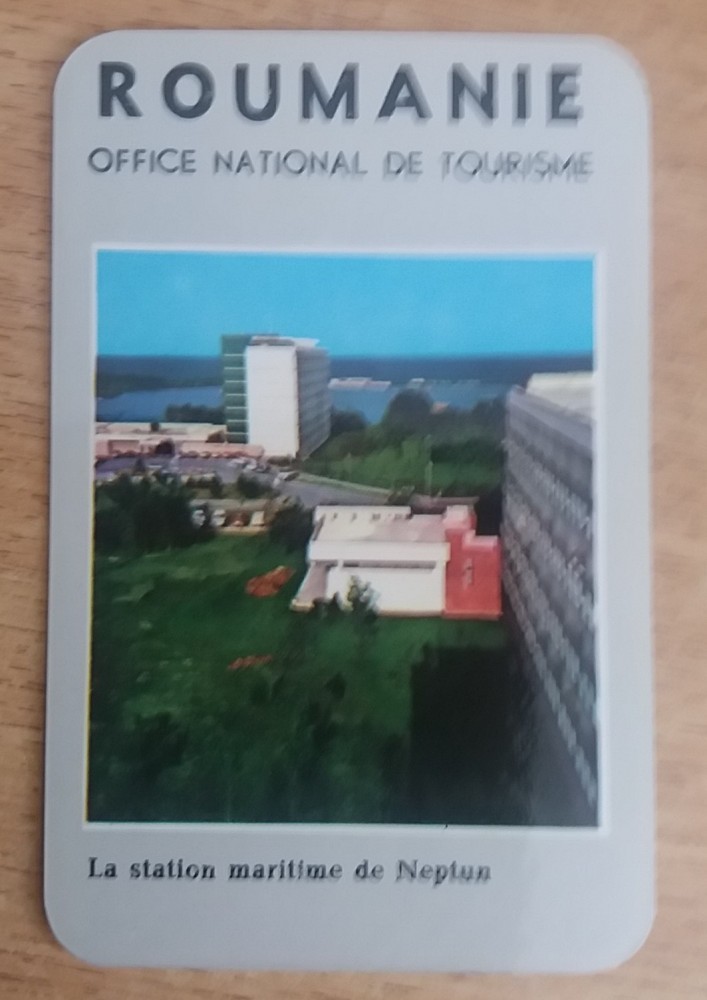 ROUMANIE
OFFICE NATIONAL DE TOURISME
La station maritime de Neptun